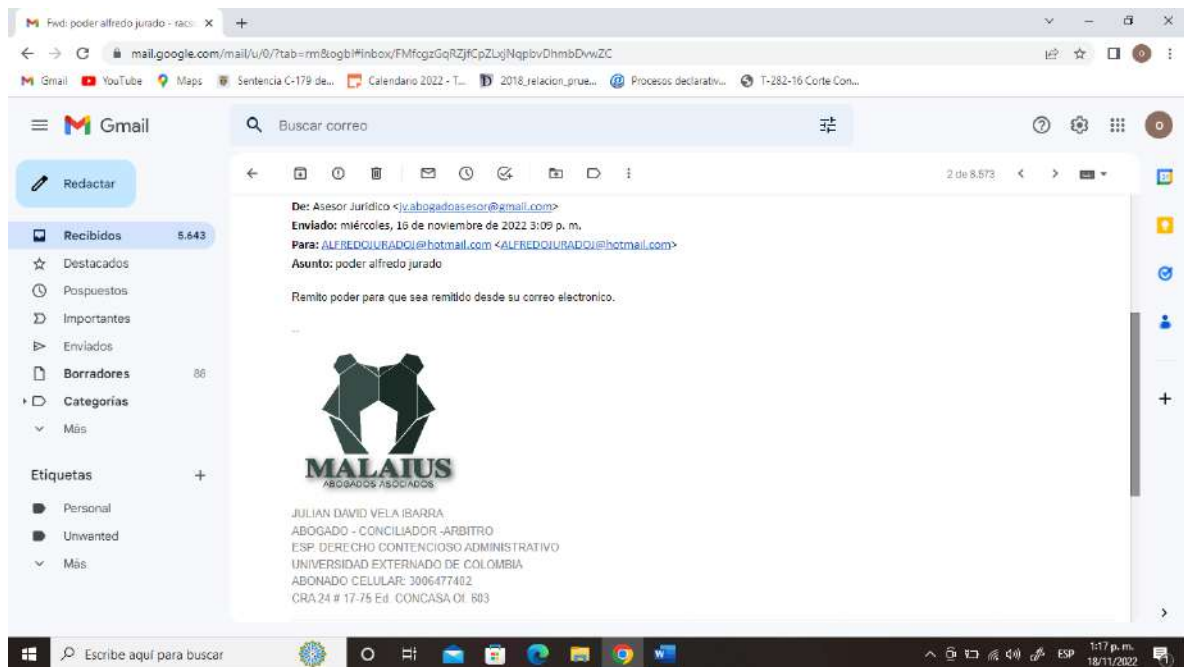 Fwd: poder alfredo jurado - racs
mail.google.com/mail/u/0/?tab=rm&ogbl#inbox/FMfcgzGqRZjfCpZLxjNqpbvDhmbDvwZC
Gmail YouTube Maps Sentencia C-179 de... Calendario 2022 - T... 2018_relacion_prue... Procesos declarativ... T-282-16 Corte Con...
Gmail
Buscar correo
Redactar
2 de 8.573
De: Asesor Juridico <jv.abogadoasesor@gmail.com>
Enviado: miércoles, 16 de noviembre de 2022 3:09 p. m.
Para: ALFREDOJURADOJ@hotmail.com <ALFREDOJURADOJ@hotmail.com>
Asunto: poder alfredo jurado
Remito poder para que sea remitido desde su correo electronico.
--
Recibidos 5.643
Destacados
Pospuestos
Importantes
Enviados
Borradores 86
Categorías
Más
Etiquetas
Personal
Unwanted
Más
MALAIUS
ABOGADOS ASOCIADOS
JULIAN DAVID VELA IBARRA
ABOGADO - CONCILIADOR -ARBITRO
ESP. DERECHO CONTENCIOSO ADMINISTRATIVO
UNIVERSIDAD EXTERNADO DE COLOMBIA
ABONADO CELULAR: 3006477402
CRA 24 # 17-75 Ed. CONCASA Of. 603
Escribe aquí para buscar
ESP
1:17 p. m.
18/11/2022